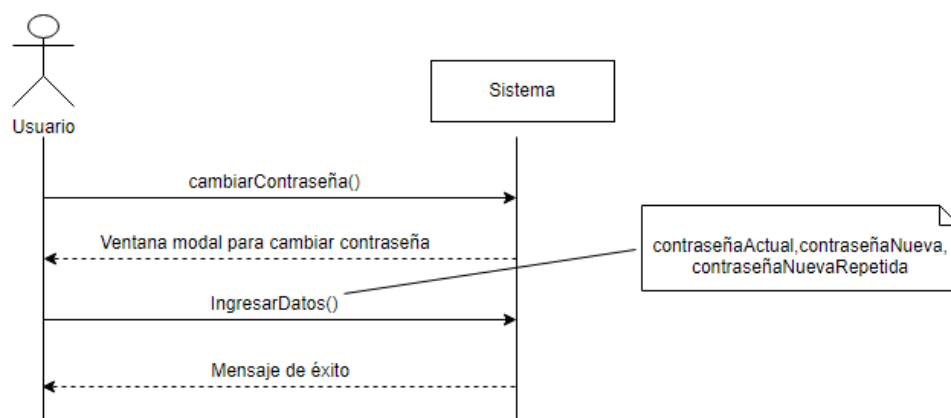 Usuario
Sistema
cambiarContraseña()
Ventana modal para cambiar contraseña
contraseñaActual,contraseñaNueva,
contraseñaNuevaRepetida
IngresarDatos()
Mensaje de éxito